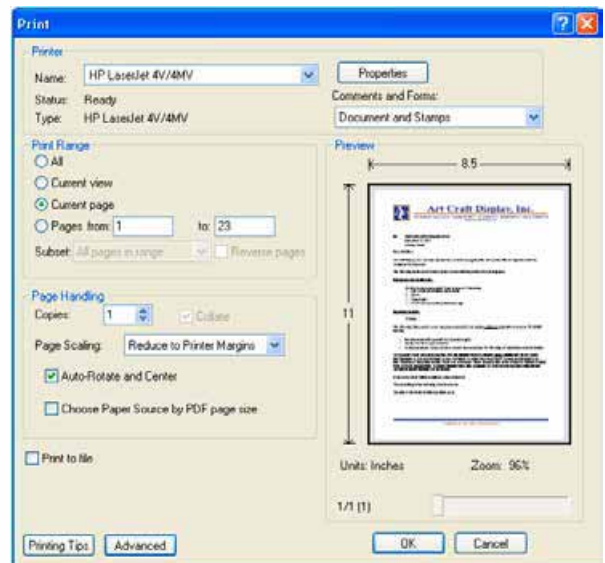 Print
Printer
Name: HP LaserJet 4V/4MV
Properties
Status: Ready
Comments and Forms:
Type: HP LaserJet 4V/4MV
Document and Stamps
Print Range
All
Current view
Current page
Pages from: 1 to: 23
Subset: All pages in range
Reverse pages
Preview
8.5
11
Art Craft Display, Inc.
Page Handling
Copies: 1
Collate
Page Scaling: Reduce to Printer Margins
Auto-Rotate and Center
Choose Paper Source by PDF page size
Print to file
Units: Inches Zoom: 96%
1/1 (1)
Printing Tips
Advanced
OK
Cancel